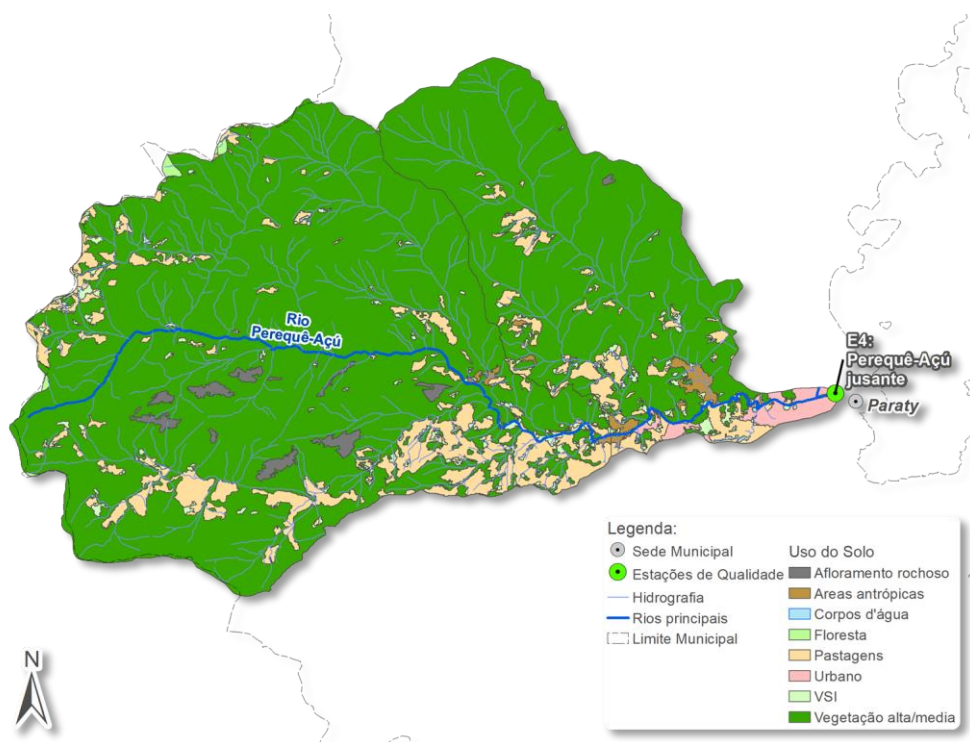 Rio
Perequê-Açú
E4:
Perequê-Açú
jusante
Paraty
N
Legenda:
Sede Municipal
Estações de Qualidade
Hidrografia
Rios principais
Limite Municipal
Uso do Solo
Afloramento rochoso
Areas antrópicas
Corpos d'água
Floresta
Pastagens
Urbano
VSI
Vegetação alta/media